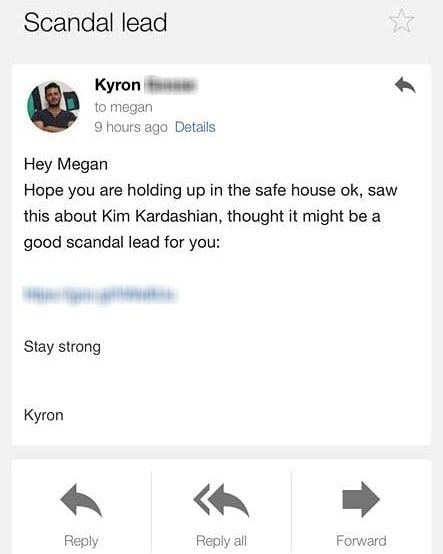 Scandal lead
Kyron
to megan
9 hours ago Details
Hey Megan
Hope you are holding up in the safe house ok, saw
this about Kim Kardashian, thought it might be a
good scandal lead for you:
Stay strong
Kyron
Reply
Reply all
Forward